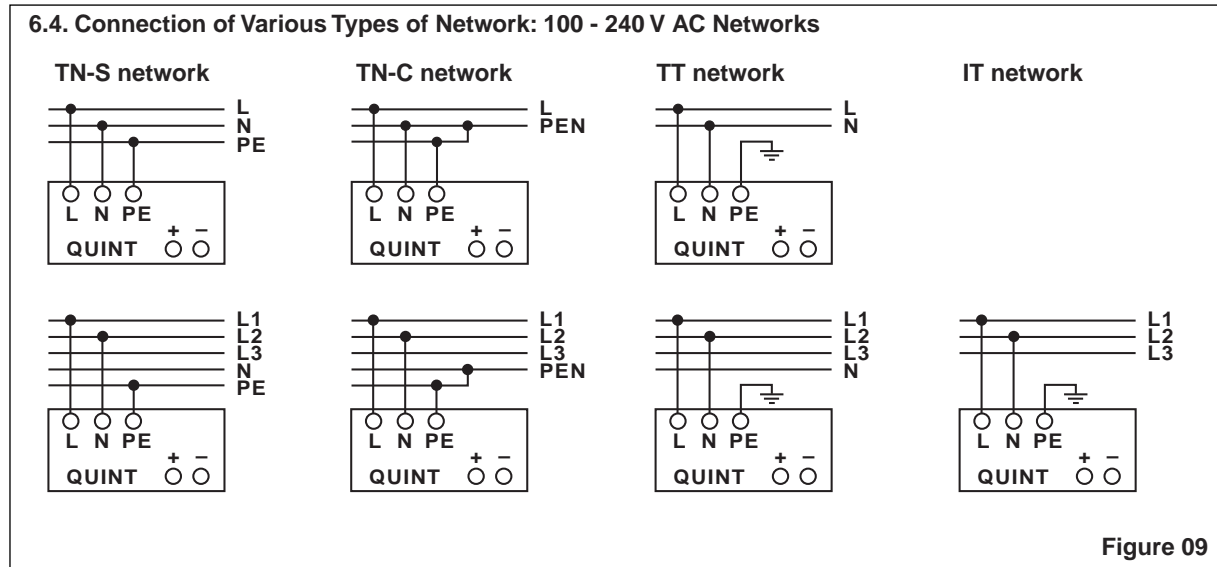 6.4. Connection of Various Types of Network: 100 - 240 V AC Networks
TN-S network
TN-C network
TT network
IT network
L
N
PE
L N PE
+ –
QUINT
L
PEN
L N PE
+ –
QUINT
L
N
L N PE
+ –
QUINT
L1
L2
L3
N
PE
L N PE
+ –
QUINT
L1
L2
L3
PEN
L N PE
+ –
QUINT
L1
L2
L3
N
L N PE
+ –
QUINT
L1
L2
L3
L N PE
+ –
QUINT
Figure 09